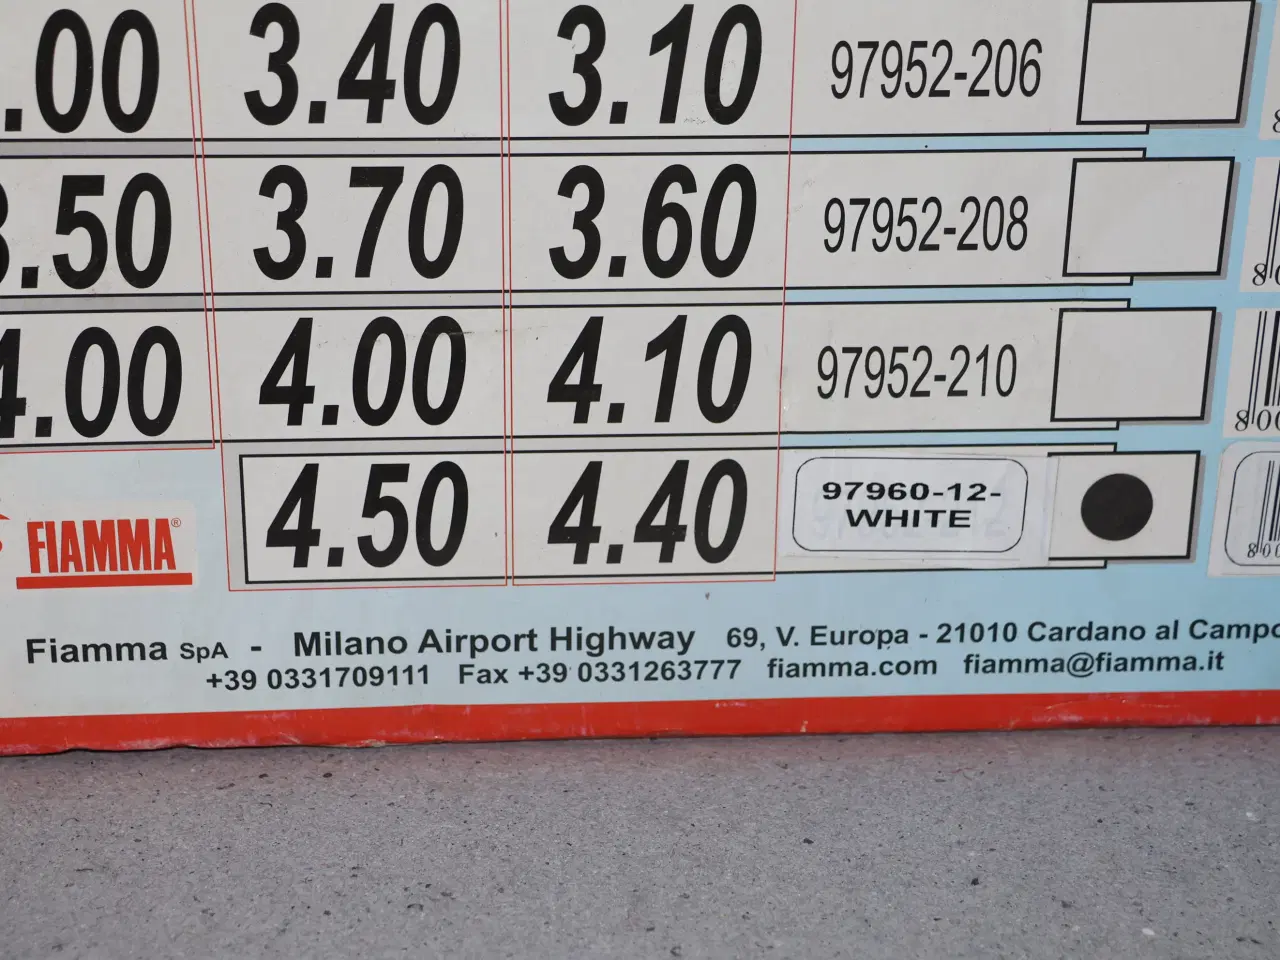 .00 3.40 3.10 97952-206
.50 3.70 3.60 97952-208
4.00 4.00 4.10 97952-210
4.50 4.40 97960-12-
WHITE
FIAMMA®
Fiamma SpA - Milano Airport Highway 69, V. Europa - 21010 Cardano al Campo
+39 0331709111 Fax +39 0331263777 fiamma.com fiamma@fiamma.it